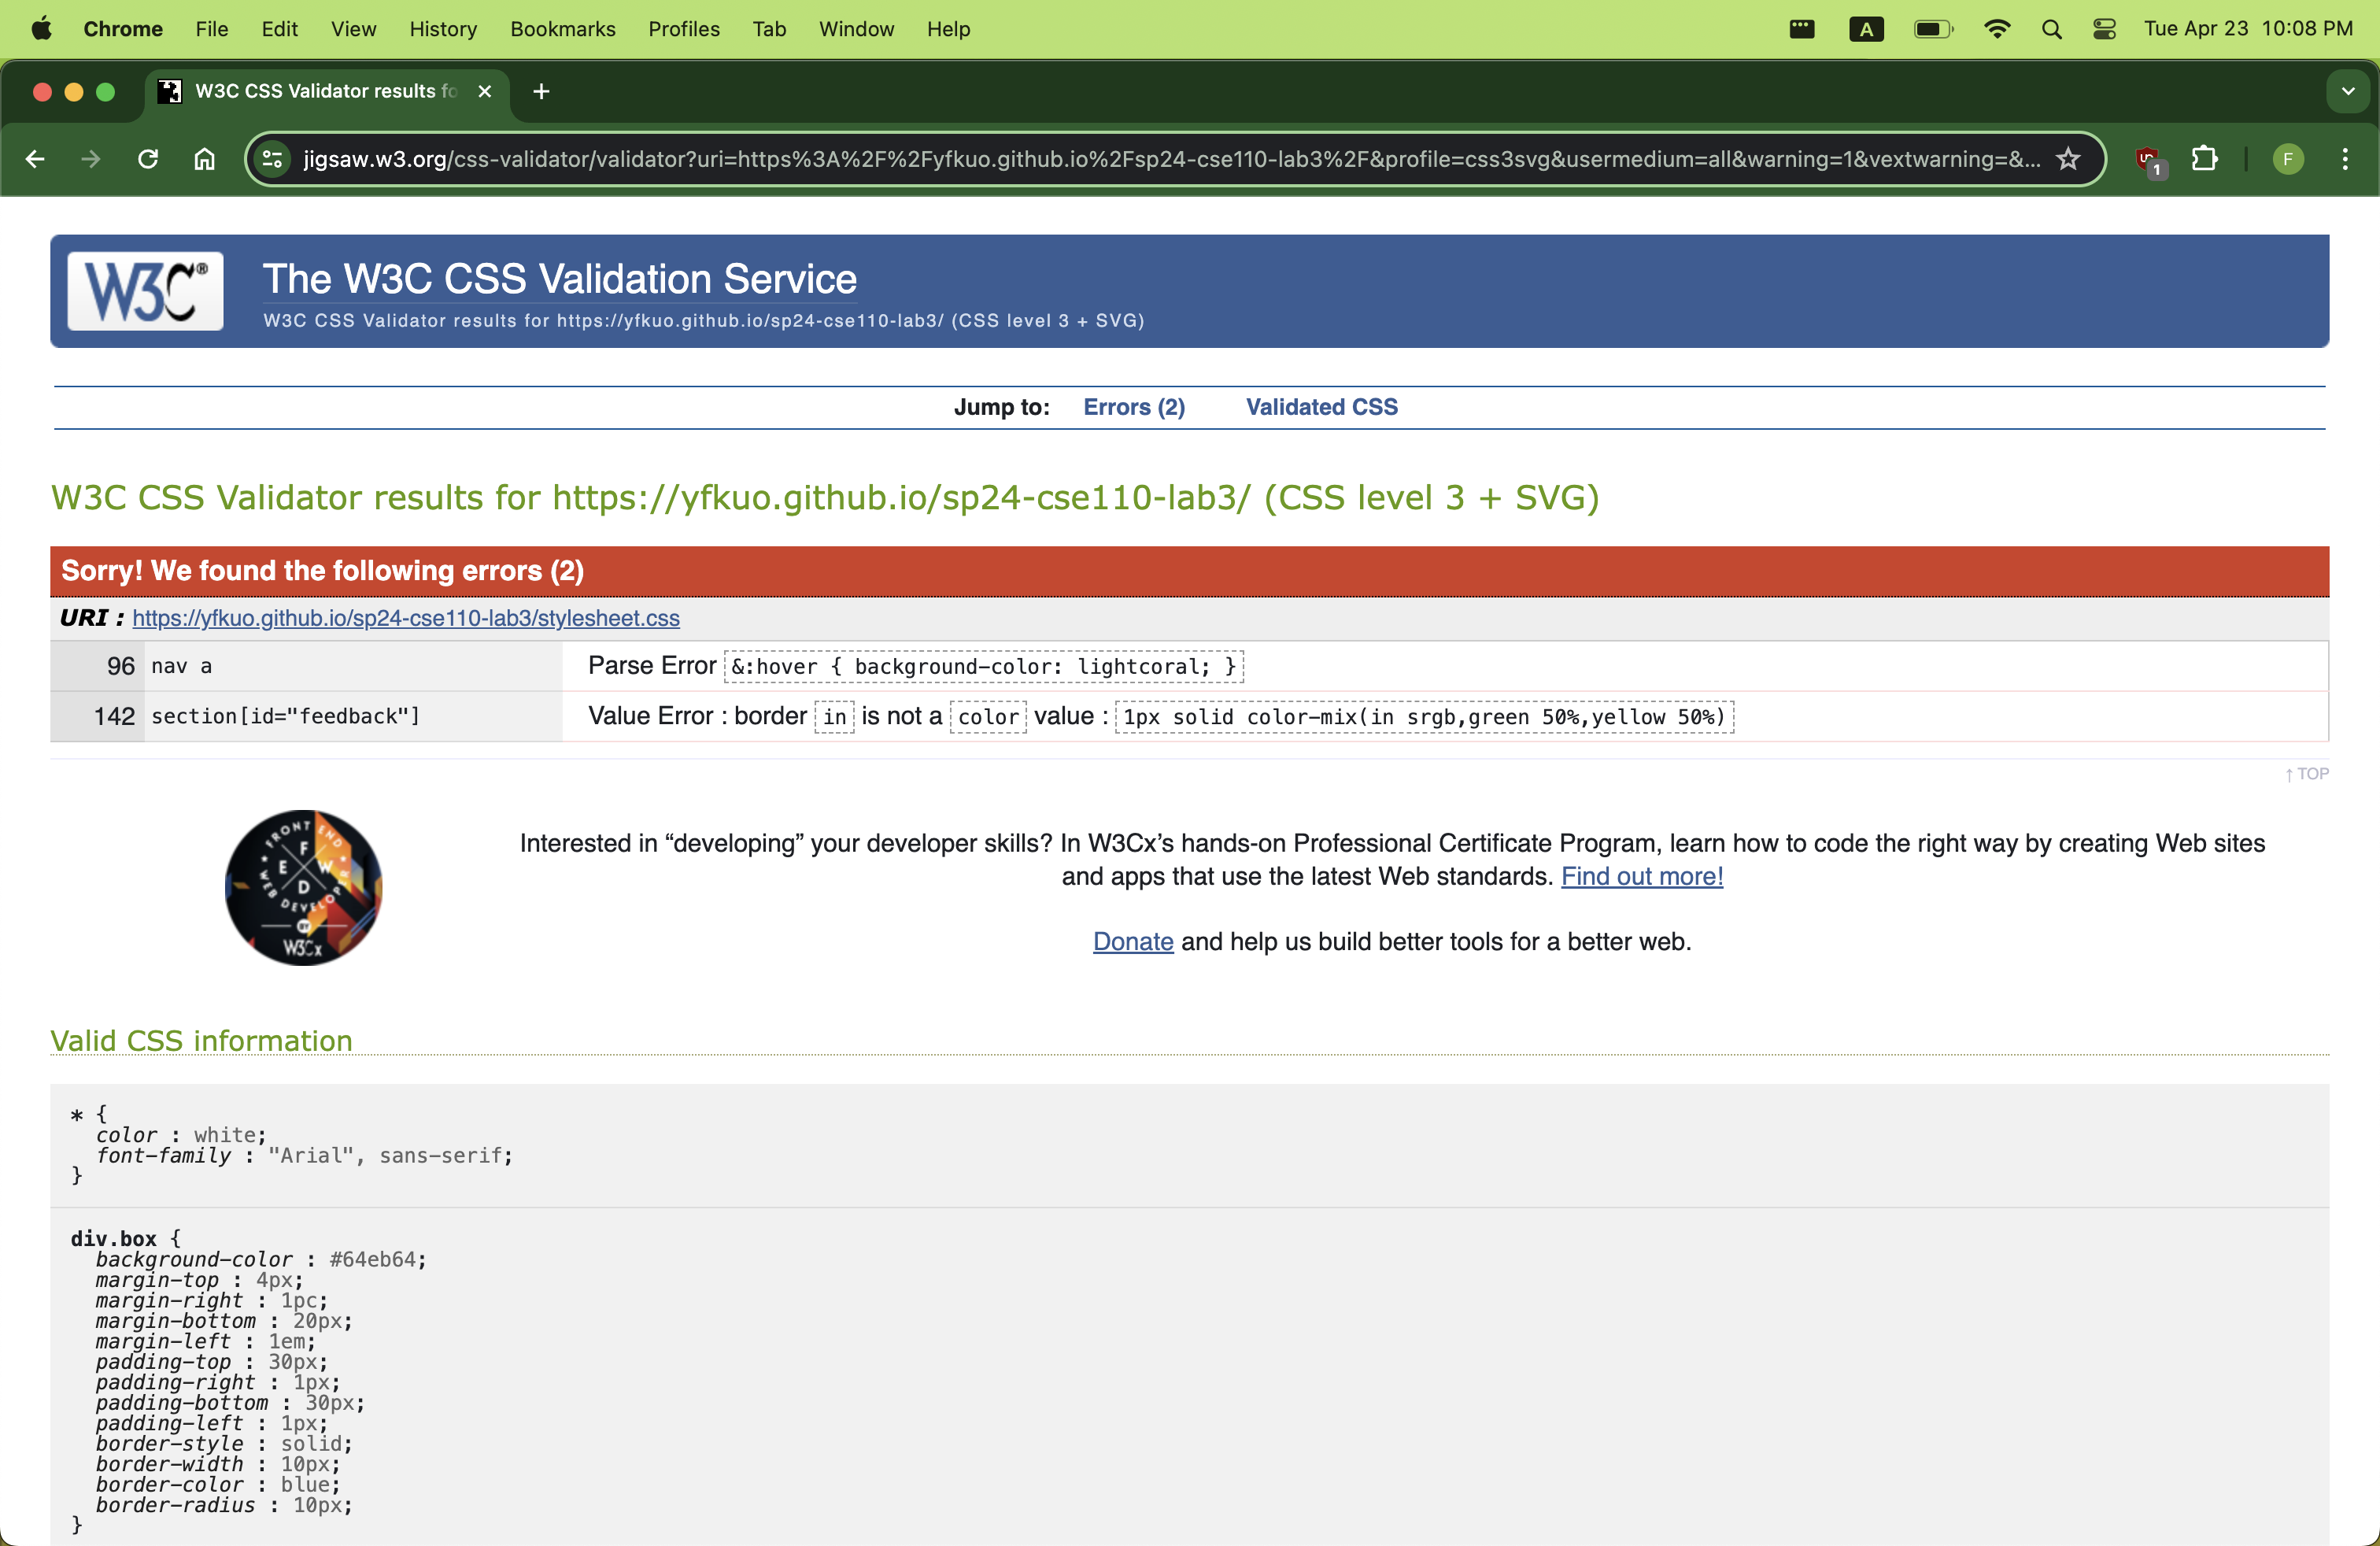 Chrome File Edit View History Bookmarks Profiles Tab Window Help A Tue Apr 23 10:08 PM
W3C CSS Validator results fo
jigsaw.w3.org/css-validator/validator?uri=https%3A%2F%2Fyfkuo.github.io%2Fsp24-cse110-lab3%2F&profile=css3svg&usermedium=all&warning=1&vextwarning=&... 1 F
W3C® The W3C CSS Validation Service
W3C CSS Validator results for https://yfkuo.github.io/sp24-cse110-lab3/ (CSS level 3 + SVG)
Jump to: Errors (2) Validated CSS
W3C CSS Validator results for https://yfkuo.github.io/sp24-cse110-lab3/ (CSS level 3 + SVG)
Sorry! We found the following errors (2)
URI : https://yfkuo.github.io/sp24-cse110-lab3/stylesheet.css
96 nav a Parse Error &:hover { background-color: lightcoral; }
142 section[id="feedback"] Value Error : border in is not a color value : 1px solid color-mix(in srgb,green 50%,yellow 50%)
↑ TOP
FRONT END WEB DEVELOPER
F E W D
BY
W3Cx
Interested in “developing” your developer skills? In W3Cx’s hands-on Professional Certificate Program, learn how to code the right way by creating Web sites
and apps that use the latest Web standards. Find out more!
Donate and help us build better tools for a better web.
Valid CSS information
* {
color : white;
font-family : "Arial", sans-serif;
}
div.box {
background-color : #64eb64;
margin-top : 4px;
margin-right : 1pc;
margin-bottom : 20px;
margin-left : 1em;
padding-top : 30px;
padding-right : 1px;
padding-bottom : 30px;
padding-left : 1px;
border-style : solid;
border-width : 10px;
border-color : blue;
border-radius : 10px;
}